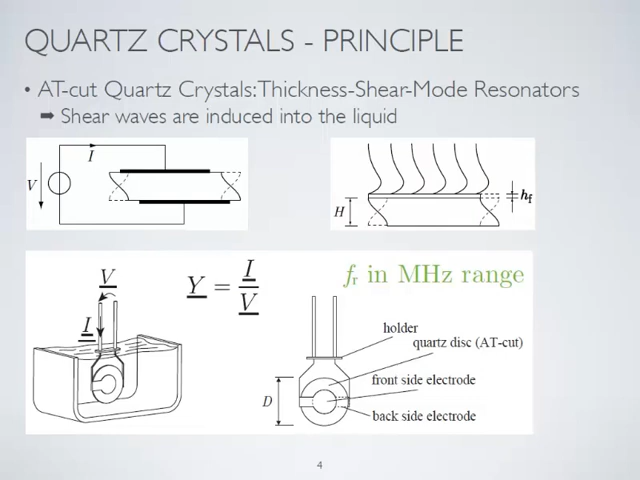 QUARTZ CRYSTALS - PRINCIPLE
• AT-cut Quartz Crystals:Thickness-Shear-Mode Resonators
➡ Shear waves are induced into the liquid
I
V
H
hf
V
I
Y = I / V
fr in MHz range
holder
quartz disc (AT-cut)
front side electrode
D
back side electrode
4